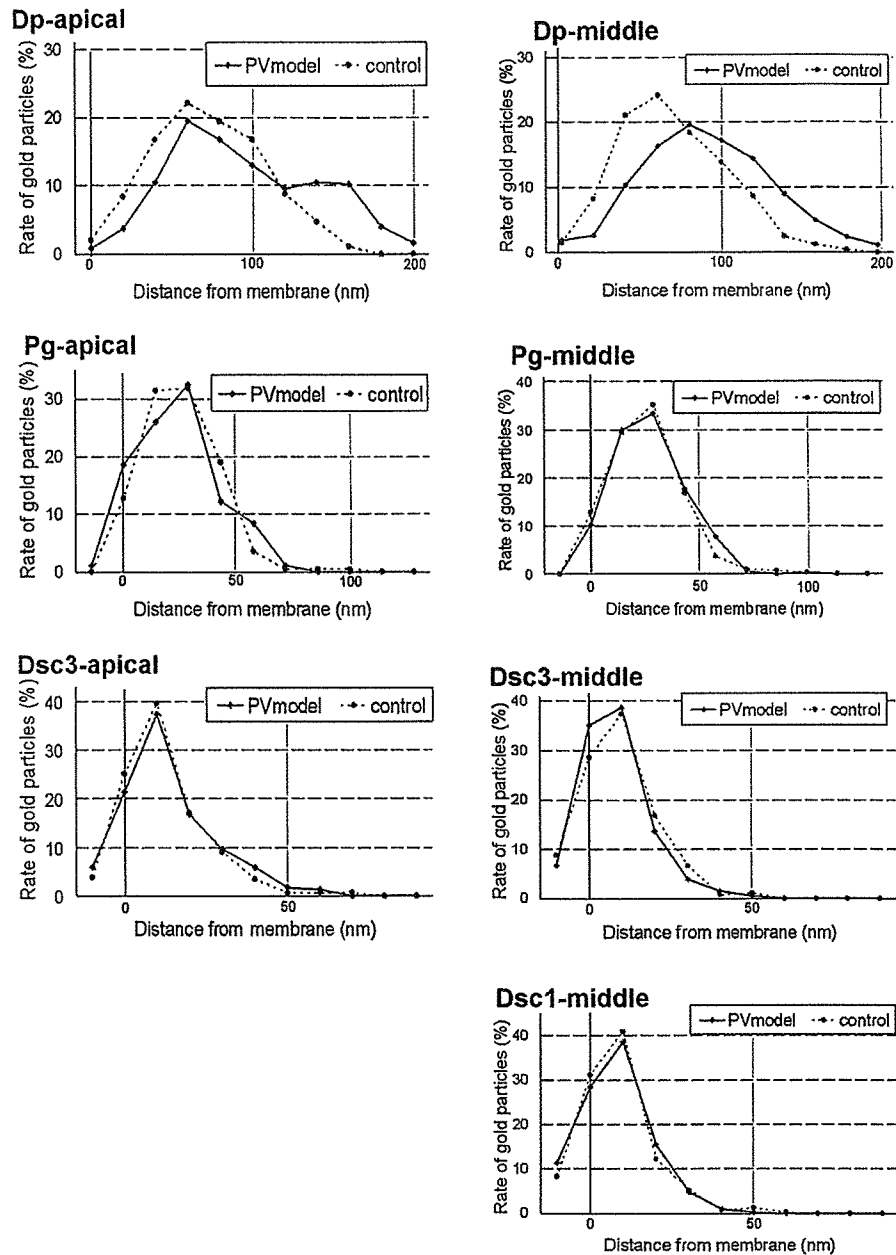 Dp-apical
PVmodel control
Rate of gold particles (%)
30
20
10
0
0 100 200
Distance from membrane (nm)
Dp-middle
PVmodel control
Rate of gold particles (%)
30
20
10
0
0 100 200
Distance from membrane (nm)
Pg-apical
PVmodel control
Rate of gold particles (%)
30
20
10
0
0 50 100
Distance from membrane (nm)
Pg-middle
PVmodel control
Rate of gold particles (%)
40
30
20
10
0
0 50 100
Distance from membrane (nm)
Dsc3-apical
PVmodel control
Rate of gold particles (%)
40
30
20
10
0
0 50
Distance from membrane (nm)
Dsc3-middle
PVmodel control
Rate of gold particles (%)
40
30
20
10
0
0 50
Distance from membrane (nm)
Dsc1-middle
PVmodel control
Rate of gold particles (%)
40
30
20
10
0
0 50
Distance from membrane (nm)